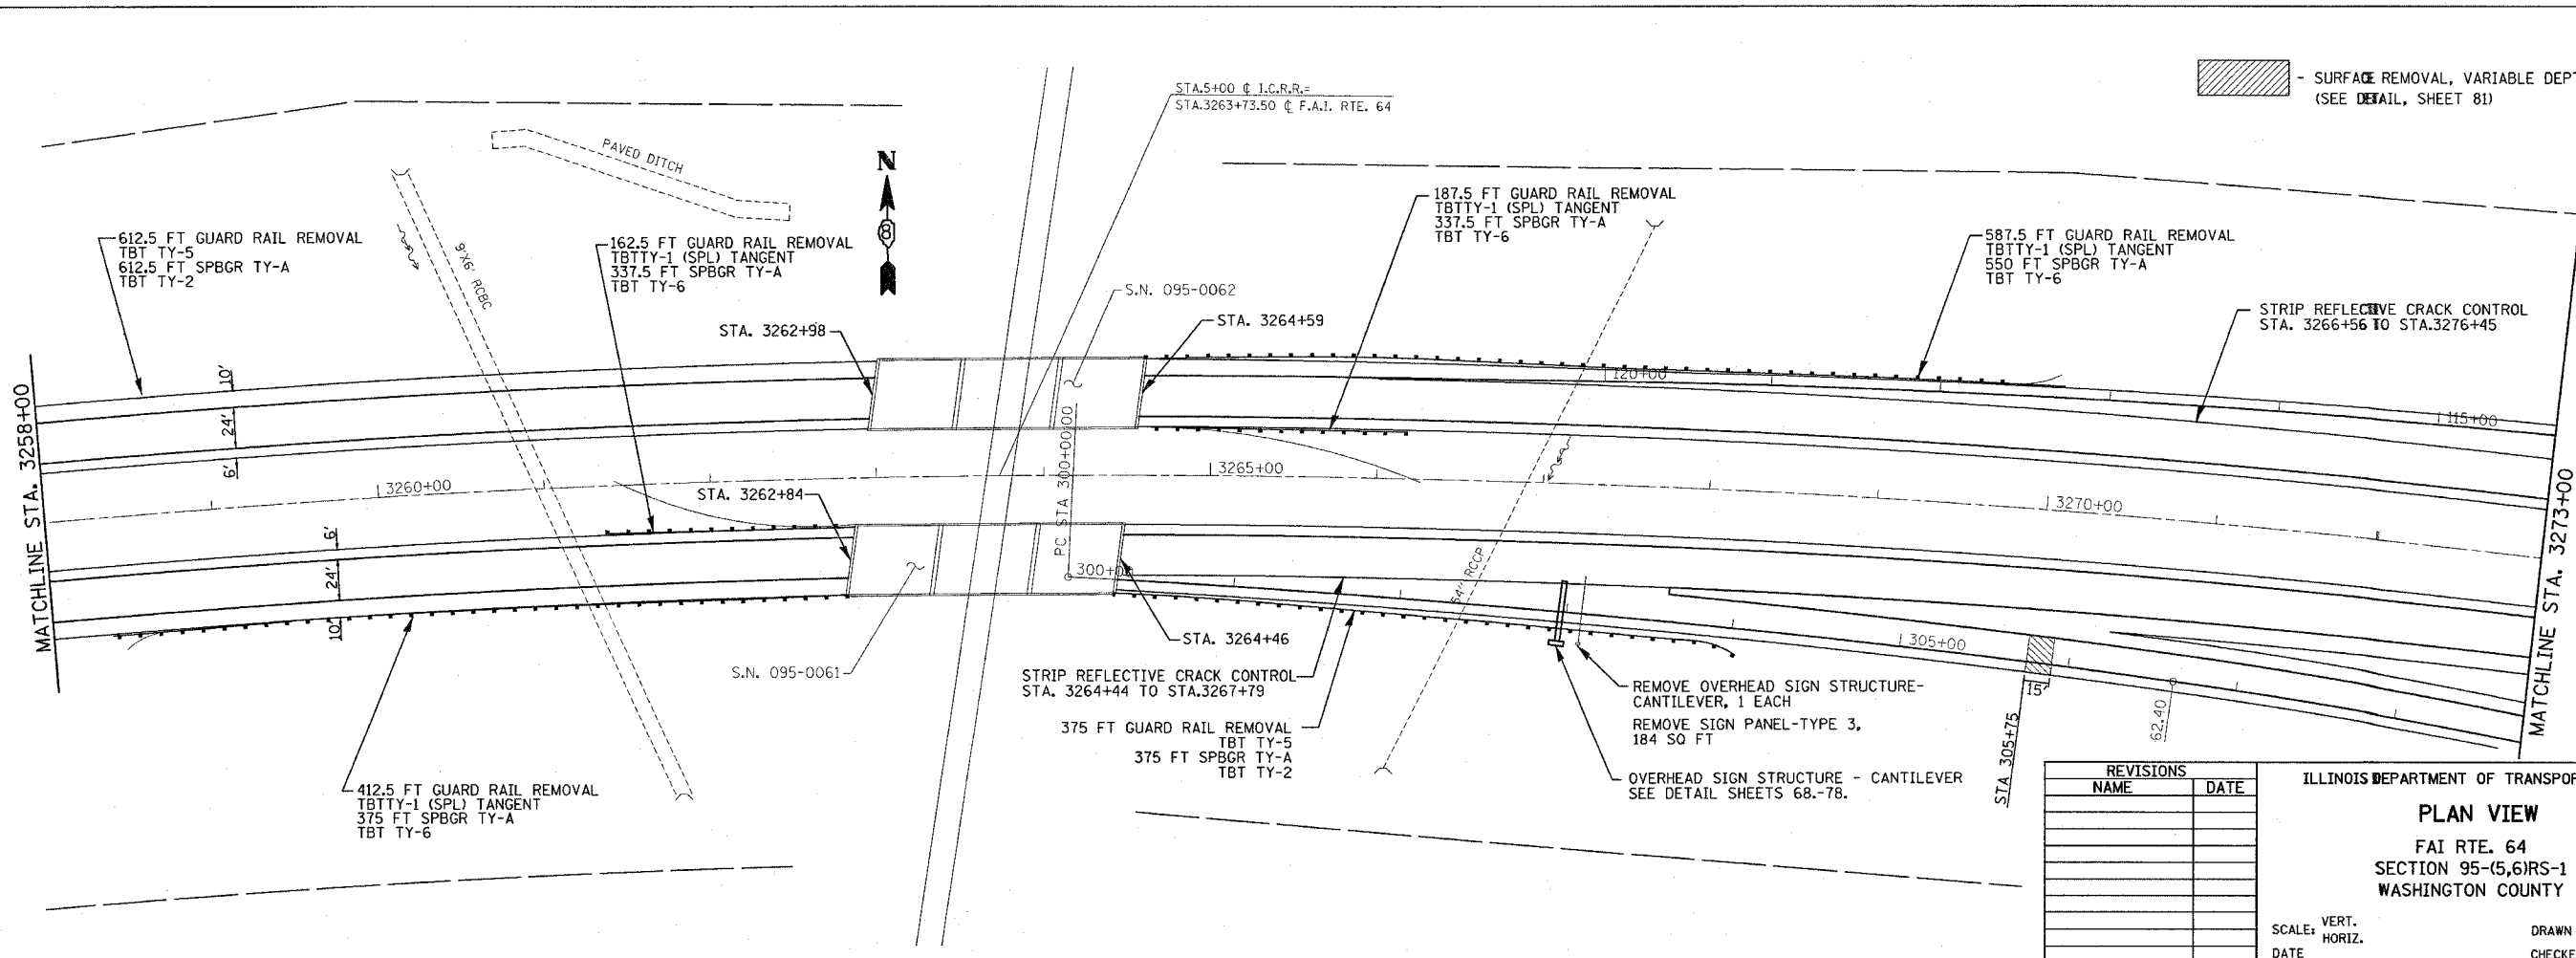 STA.5+00 ℄ I.C.R.R.=
STA.3263+73.50 ℄ F.A.I. RTE. 64
- SURFACE REMOVAL, VARIABLE DEPT
(SEE DETAIL, SHEET 81)
PAVED DITCH
N
8
612.5 FT GUARD RAIL REMOVAL
TBT TY-5
612.5 FT SPBGR TY-A
TBT TY-2
9'X6' RCBC
162.5 FT GUARD RAIL REMOVAL
TBTTY-1 (SPL) TANGENT
337.5 FT SPBGR TY-A
TBT TY-6
187.5 FT GUARD RAIL REMOVAL
TBTTY-1 (SPL) TANGENT
337.5 FT SPBGR TY-A
TBT TY-6
587.5 FT GUARD RAIL REMOVAL
TBTTY-1 (SPL) TANGENT
550 FT SPBGR TY-A
TBT TY-6
S.N. 095-0062
STA. 3262+98
STA. 3264+59
STRIP REFLECTIVE CRACK CONTROL
STA. 3266+56 TO STA.3276+45
MATCHLINE STA. 3258+00
10'
24'
6'
120+00
115+00
3260+00
3265+00
3270+00
PC STA 300+00.00
STA. 3262+84
6'
24'
10'
300+0
64" RCCP
305+00
MATCHLINE STA. 3273+00
S.N. 095-0061
STA. 3264+46
STRIP REFLECTIVE CRACK CONTROL
STA. 3264+44 TO STA.3267+79
375 FT GUARD RAIL REMOVAL
TBT TY-5
375 FT SPBGR TY-A
TBT TY-2
REMOVE OVERHEAD SIGN STRUCTURE-
CANTILEVER, 1 EACH
REMOVE SIGN PANEL-TYPE 3,
184 SQ FT
OVERHEAD SIGN STRUCTURE - CANTILEVER
SEE DETAIL SHEETS 68.-78.
15'
STA 305+75
62.40
412.5 FT GUARD RAIL REMOVAL
TBTTY-1 (SPL) TANGENT
375 FT SPBGR TY-A
TBT TY-6
REVISIONS
NAME DATE
ILLINOIS DEPARTMENT OF TRANSPOR
PLAN VIEW
FAI RTE. 64
SECTION 95-(5,6)RS-1
WASHINGTON COUNTY
SCALE: VERT.
HORIZ.
DRAWN
DATE
CHECKE